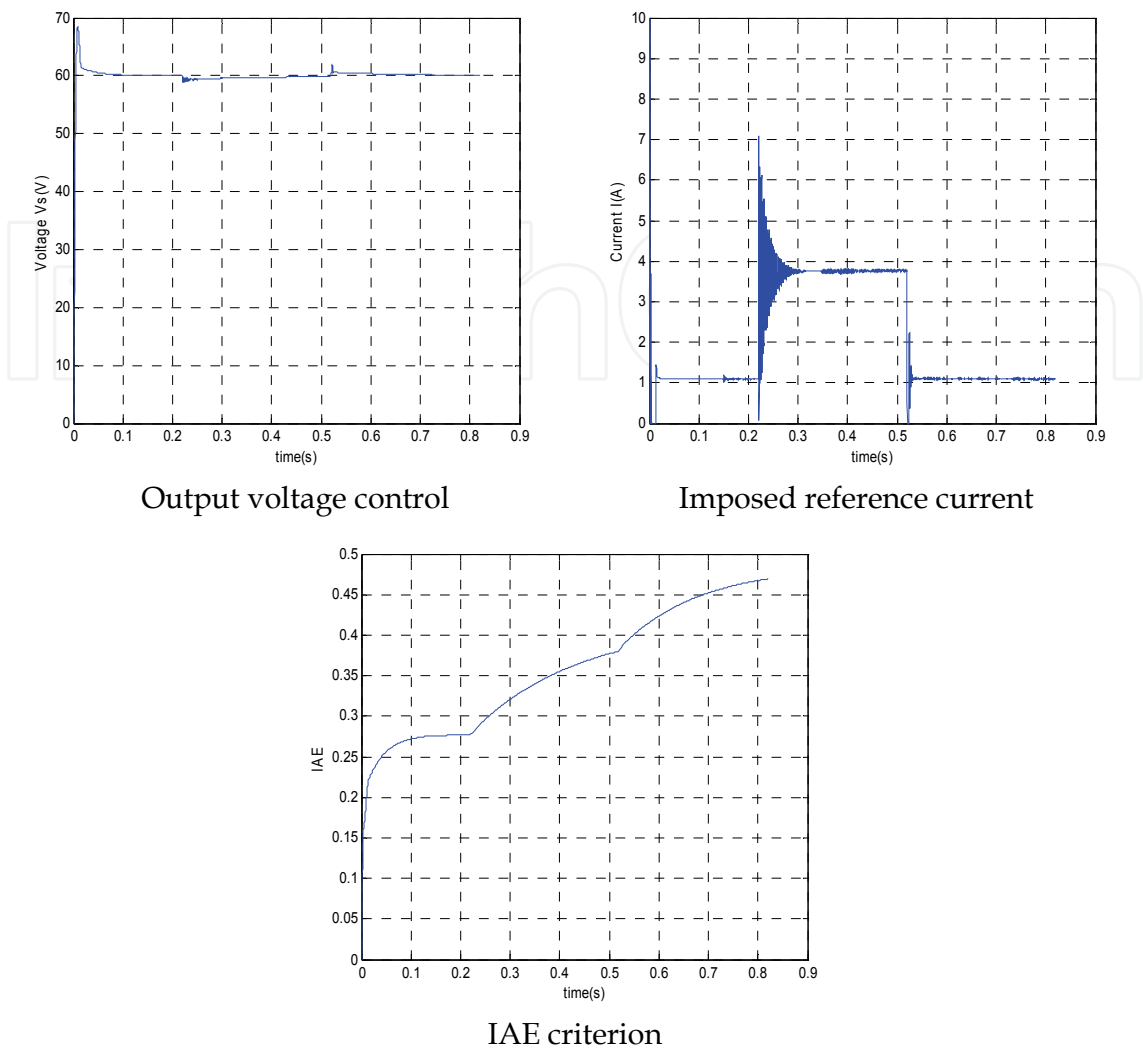 70
60
50
40
30
20
10
0
Voltage Vs(V)
0 0.1 0.2 0.3 0.4 0.5 0.6 0.7 0.8 0.9
time(s)
Output voltage control
10
9
8
7
6
5
4
3
2
1
0
Current I(A)
0 0.1 0.2 0.3 0.4 0.5 0.6 0.7 0.8 0.9
time(s)
Imposed reference current
0.5
0.45
0.4
0.35
0.3
0.25
0.2
0.15
0.1
0.05
0
IAE
0 0.1 0.2 0.3 0.4 0.5 0.6 0.7 0.8 0.9
time(s)
IAE criterion